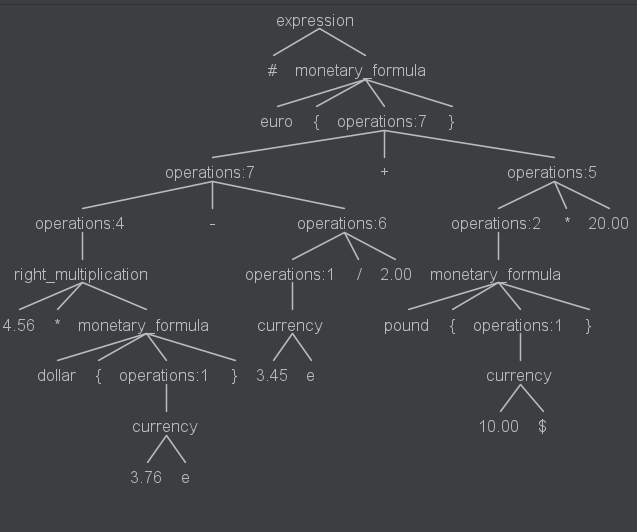 expression
# monetary_formula
euro { operations:7 }
operations:7 + operations:5
operations:4 - operations:6 operations:2 * 20.00
right_multiplication operations:1 / 2.00 monetary_formula
4.56 * monetary_formula currency pound { operations:1 }
dollar { operations:1 } 3.45 e currency
currency 10.00 $
3.76 e